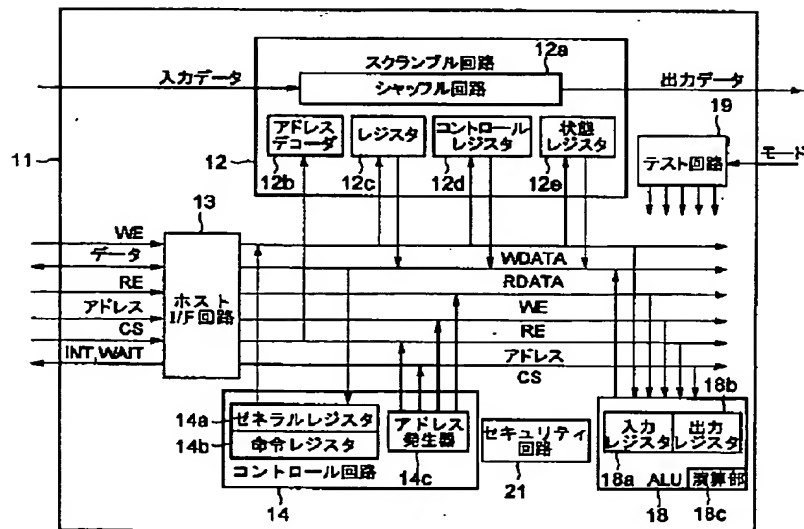 スクランブル回路
12a
入力データ
シャッフル回路
出力データ
19
アドレス
デコーダ
レジスタ
コントロール
レジスタ
状態
レジスタ
テスト回路
モード
11
12
12b
12c
12d
12e
13
WE
データ
RE
アドレス
CS
INT,WAIT
ホスト
I/F回路
WDATA
RDATA
WE
RE
アドレス
CS
14a
ゼネラルレジスタ
14b
命令レジスタ
コントロール回路
アドレス
発生器
14c
14
セキュリティ
回路
21
18b
入力
レジスタ
出力
レジスタ
18a
ALU
演算部
18
18c